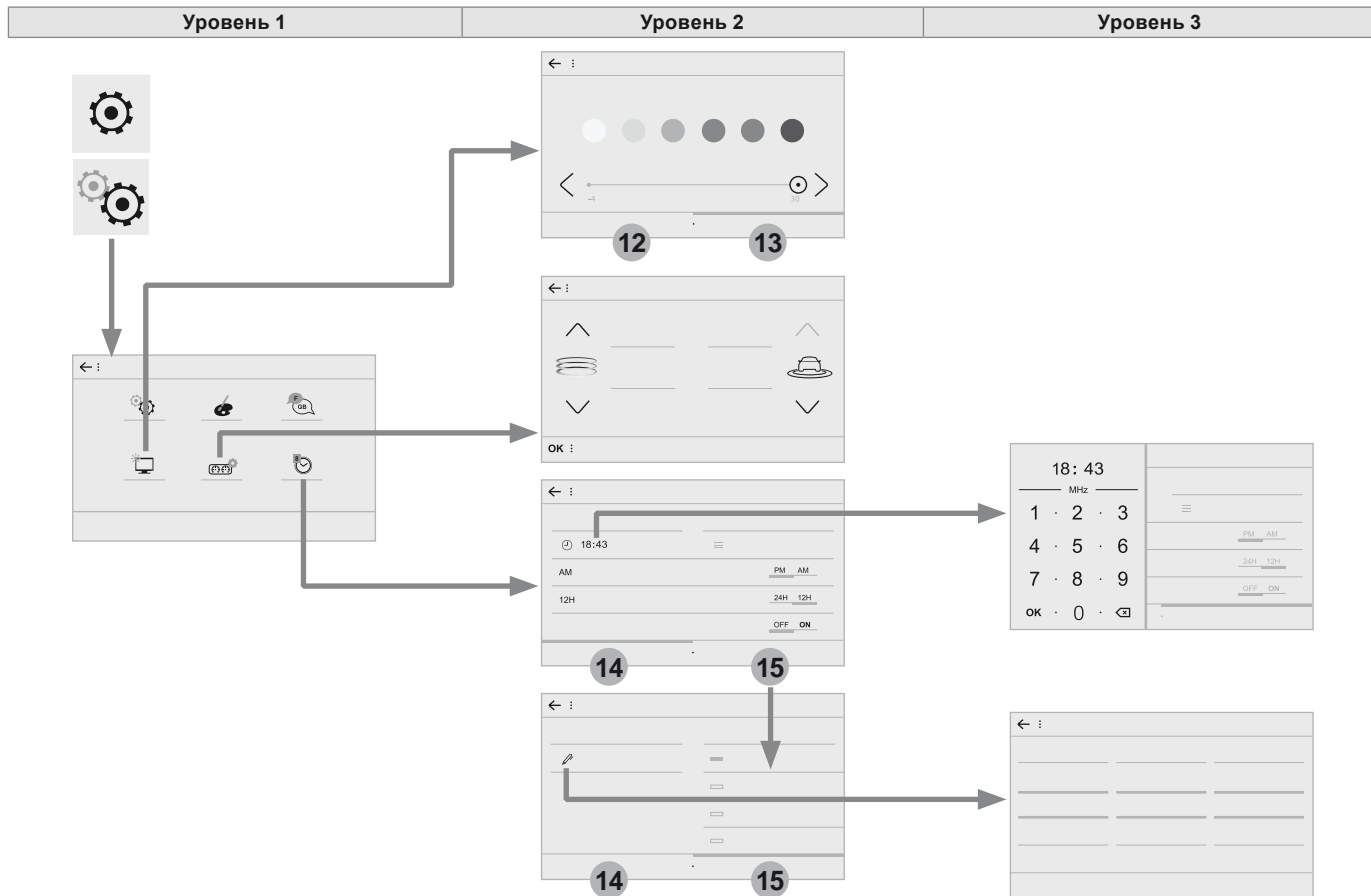 Уровень 1
Уровень 2
Уровень 3
-4
30
12
13
F
GB
OK
8
18:43
AM
PM AM
12H
24H 12H
OFF ON
14
15
14
15
18:43
MHz
1 · 2 · 3
4 · 5 · 6
7 · 8 · 9
OK · 0 ·
PM AM
24H 12H
OFF ON